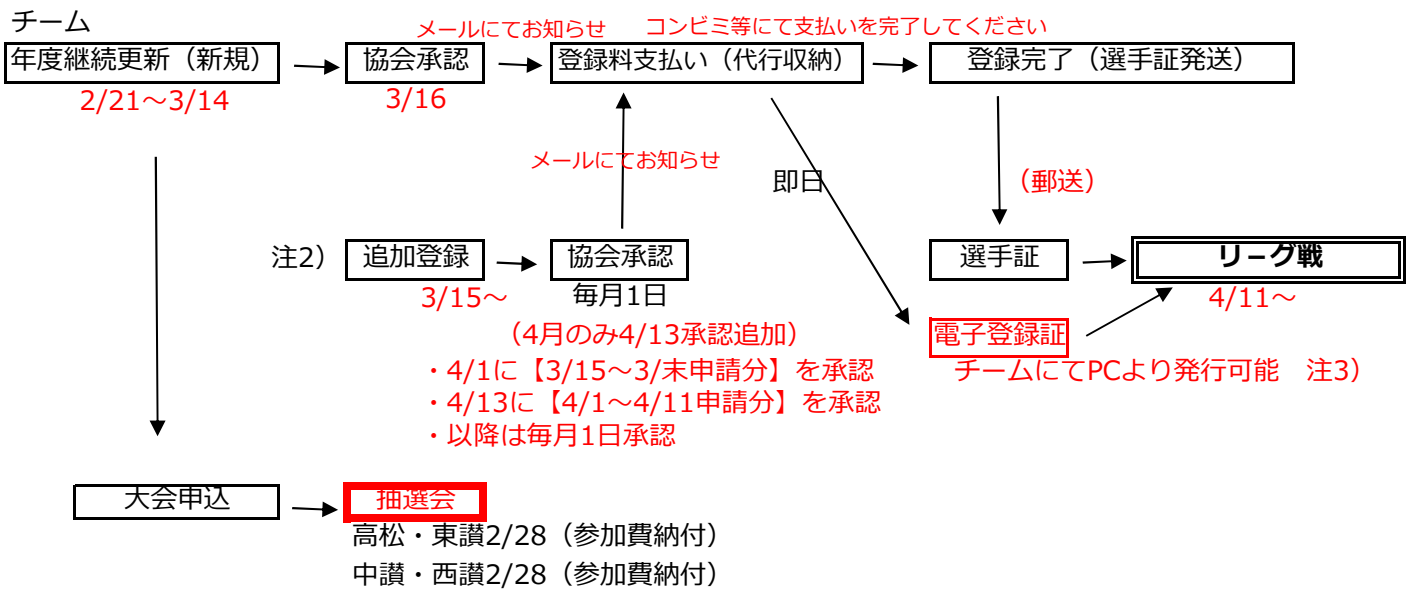 チーム
メールにてお知らせ
コンビミ等にて支払いを完了してください
年度継続更新（新規）
協会承認
登録料支払い（代行収納）
登録完了（選手証発送）
2/21～3/14
3/16
メールにてお知らせ
即日
（郵送）
注2）
追加登録
協会承認
選手証
リーグ戦
3/15～
毎月1日
4/11～
（4月のみ4/13承認追加）
電子登録証
・4/1に【3/15～3/末申請分】を承認
チームにてPCより発行可能　注3）
・4/13に【4/1～4/11申請分】を承認
・以降は毎月1日承認
大会申込
抽選会
高松・東讃2/28（参加費納付）
中讃・西讃2/28（参加費納付）